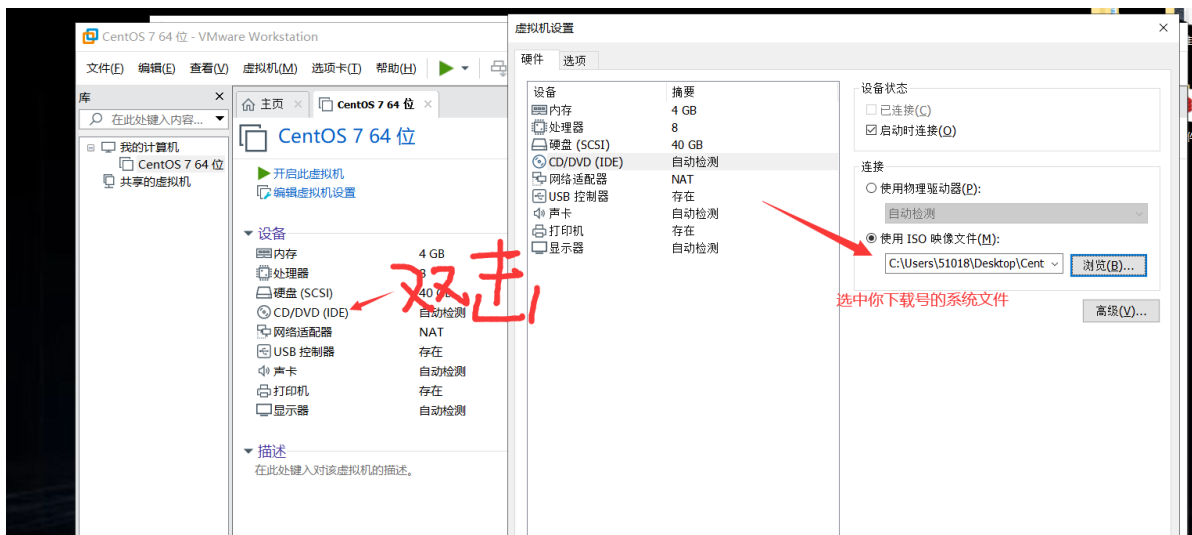 CentOS 7 64 位 - VMware Workstation
文件(F) 编辑(E) 查看(V) 虚拟机(M) 选项卡(T) 帮助(H)
库
在此处键入内容...
我的计算机
CentOS 7 64 位
共享的虚拟机
主页
CentOS 7 64 位
CentOS 7 64 位
开启此虚拟机
编辑虚拟机设置
设备
内存 4 GB
处理器 8
硬盘 (SCSI) 40 GB
CD/DVD (IDE) 自动检测
网络适配器 NAT
USB 控制器 存在
声卡 自动检测
打印机 存在
显示器 自动检测
双击
描述
在此处键入对该虚拟机的描述。
虚拟机设置
硬件 选项
设备 摘要
内存 4 GB
处理器 8
硬盘 (SCSI) 40 GB
CD/DVD (IDE) 自动检测
网络适配器 NAT
USB 控制器 存在
声卡 自动检测
打印机 存在
显示器 自动检测
设备状态
已连接(C)
启动时连接(O)
连接
使用物理驱动器(P):
自动检测
使用 ISO 映像文件(M):
C:\Users\51018\Desktop\Cent
浏览(B)...
选中你下载号的系统文件
高级(V)...